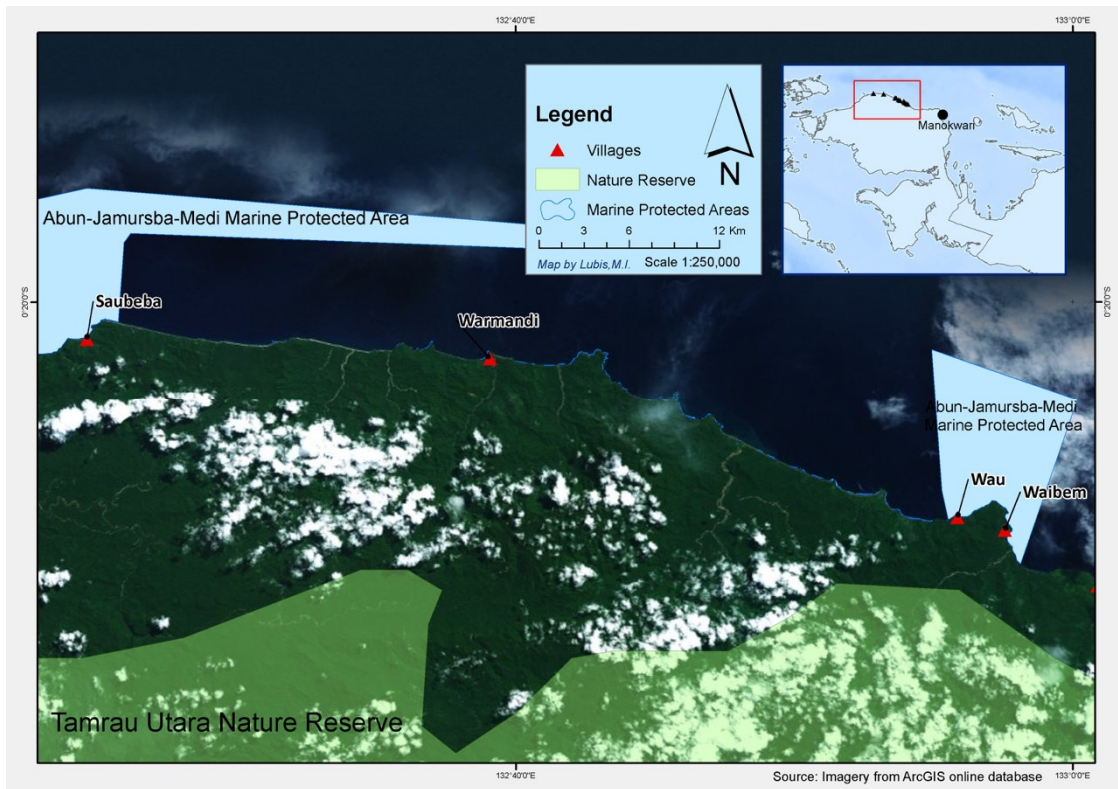 132°40'0"E
133°0'0"E
Legend
Villages
Nature Reserve
Marine Protected Areas
0 3 6 12 Km
Map by Lubis,M.I. Scale 1:250,000
N
Manokwari
Abun-Jamursba-Medi Marine Protected Area
0°20'0"S
0°20'0"S
Saubeba
Warmandi
Abun-Jamursba-Medi
Marine Protected Area
Wau
Waibem
Tamrau Utara Nature Reserve
132°40'0"E
133°0'0"E
Source: Imagery from ArcGIS online database